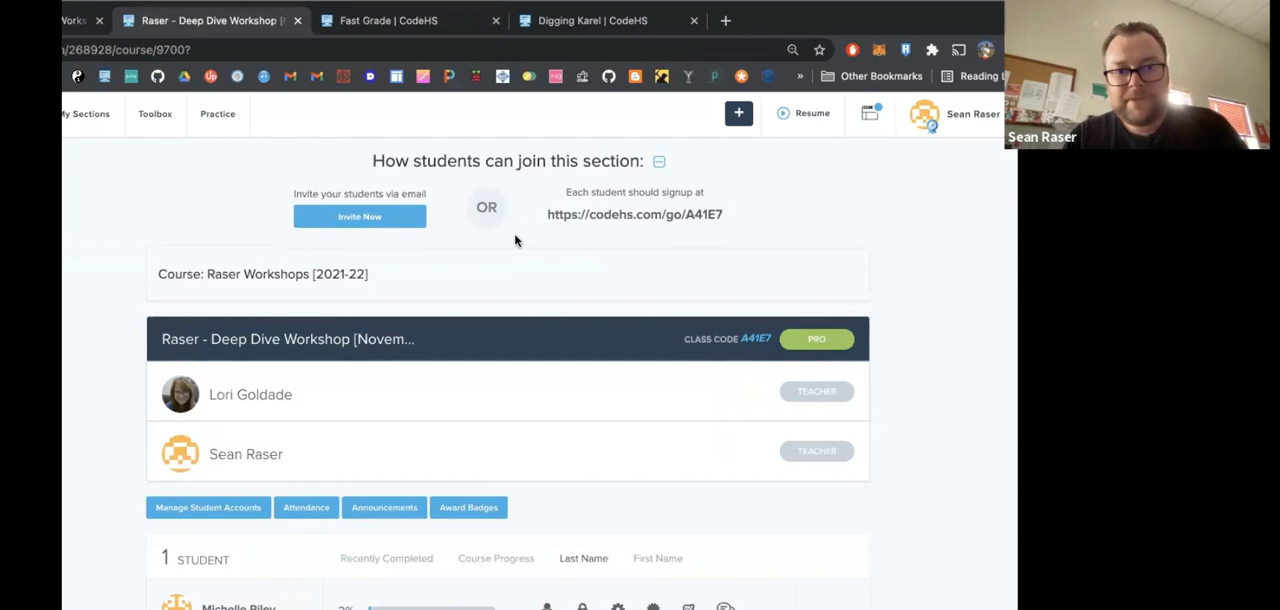 Works
Raser - Deep Dive Workshop [
Fast Grade | CodeHS
Digging Karel | CodeHS
/268928/course/9700?
Other Bookmarks
Reading L
My Sections
Toolbox
Practice
+
Resume
Sean Raser
Sean Raser
How students can join this section:
Invite your students via email
Invite Now
OR
Each student should signup at
https://codehs.com/go/A41E7
Course: Raser Workshops [2021-22]
Raser - Deep Dive Workshop [Novem...
CLASS CODE A41E7
PRO
Lori Goldade
TEACHER
Sean Raser
TEACHER
Manage Student Accounts
Attendance
Announcements
Award Badges
1 STUDENT
Recently Completed
Course Progress
Last Name
First Name
Michelle Riley